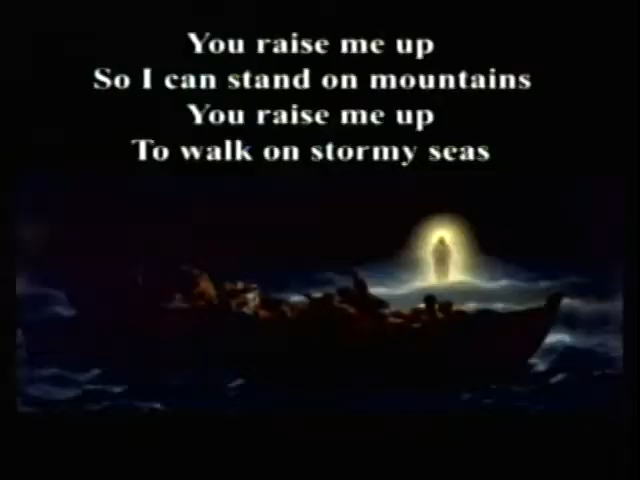 You raise me up
So I can stand on mountains
You raise me up
To walk on stormy seas